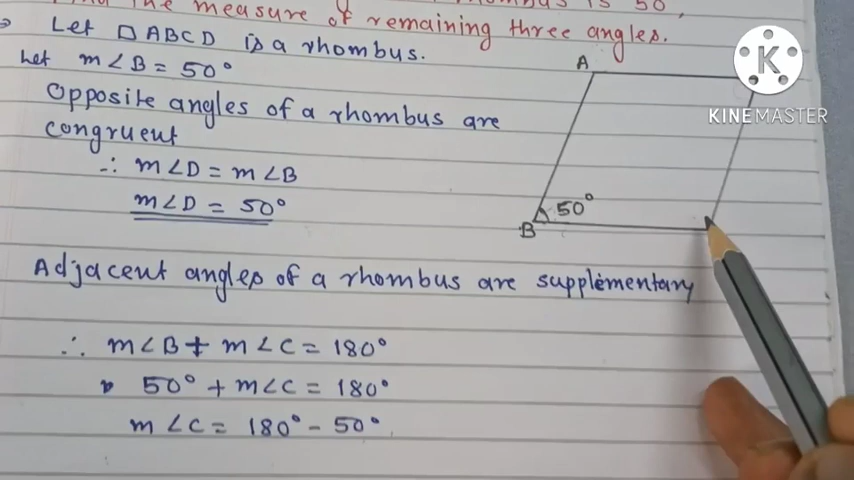 the measure of remaining three angles.
Let □ABCD is a rhombus.
Let m∠B = 50°
Opposite angles of a rhombus are
congruent
∴ m∠D = m∠B
m∠D = 50°
Adjacent angles of a rhombus are supplementary
∴ m∠B + m∠C = 180°
50° + m∠C = 180°
m∠C = 180° - 50°
A
50°
B
K
KINEMASTER